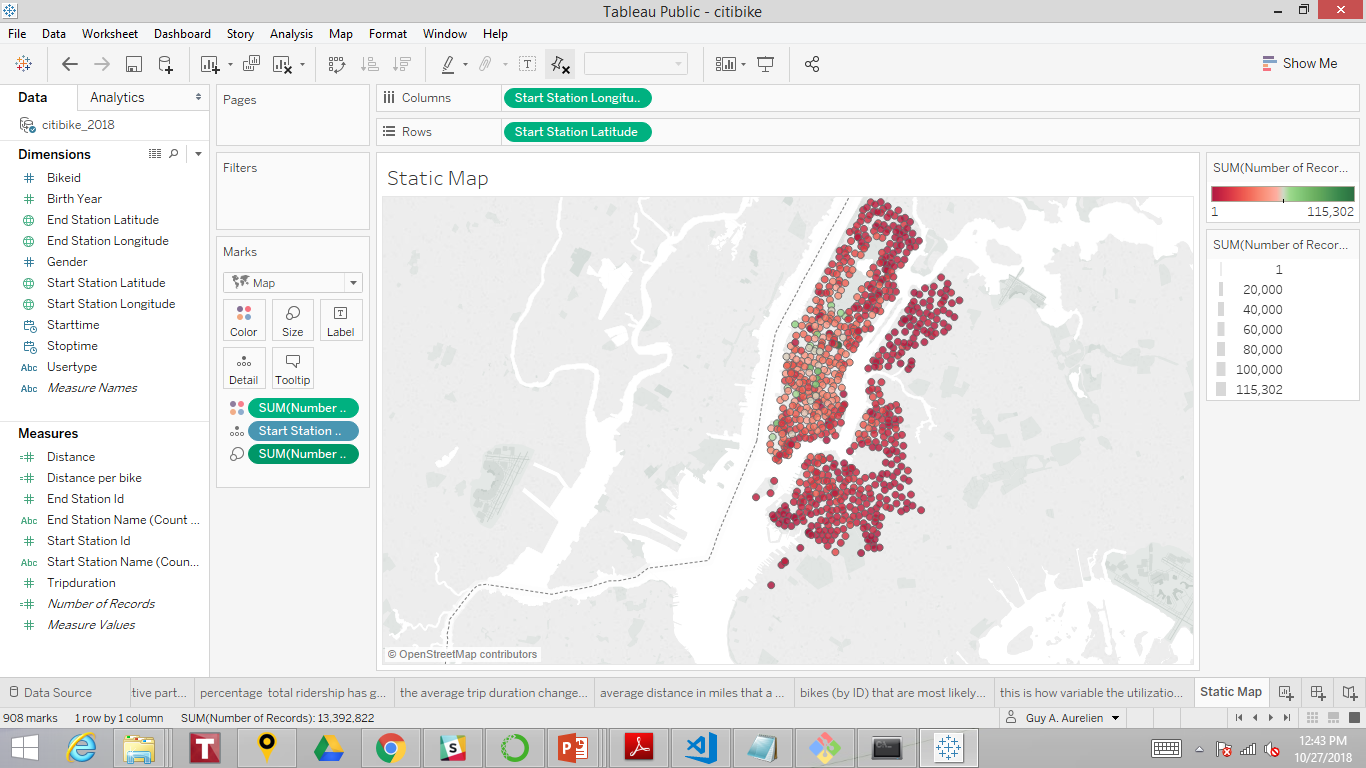 Tableau Public - citibike
File Data Worksheet Dashboard Story Analysis Map Format Window Help
Show Me
Data Analytics
citibike_2018
Dimensions
# Bikeid
# Birth Year
End Station Latitude
End Station Longitude
# Gender
Start Station Latitude
Start Station Longitude
Starttime
Stoptime
Abc Usertype
Abc Measure Names
Measures
=# Distance
=# Distance per bike
# End Station Id
Abc End Station Name (Count ...
# Start Station Id
Abc Start Station Name (Coun...
# Tripduration
=# Number of Records
# Measure Values
Pages
Filters
Marks
Map
Color Size Label
Detail Tooltip
SUM(Number ..
Start Station ..
SUM(Number ..
Columns Start Station Longitu..
Rows Start Station Latitude
Static Map
© OpenStreetMap contributors
SUM(Number of Recor...
1 115,302
SUM(Number of Recor...
1
20,000
40,000
60,000
80,000
100,000
115,302
Data Source tive part... percentage total ridership has g... the average trip duration change... average distance in miles that a ... bikes (by ID) that are most likely... this is how variable the utilizatio... Static Map
908 marks 1 row by 1 column SUM(Number of Records): 13,392,822 Guy A. Aurelien
12:43 PM
10/27/2018